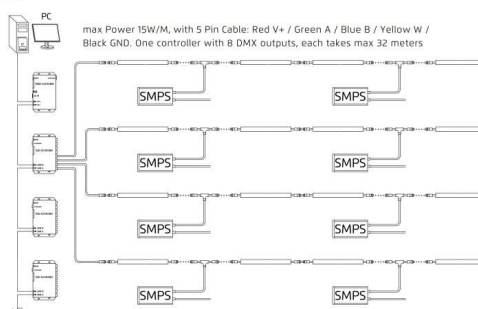 PC
max Power 15W/M, with 5 Pin Cable: Red V+ / Green A / Blue B / Yellow W /
Black GND. One controller with 8 DMX outputs, each takes max 32 meters
SMPS SMPS
SMPS SMPS
SMPS SMPS
SMPS SMPS